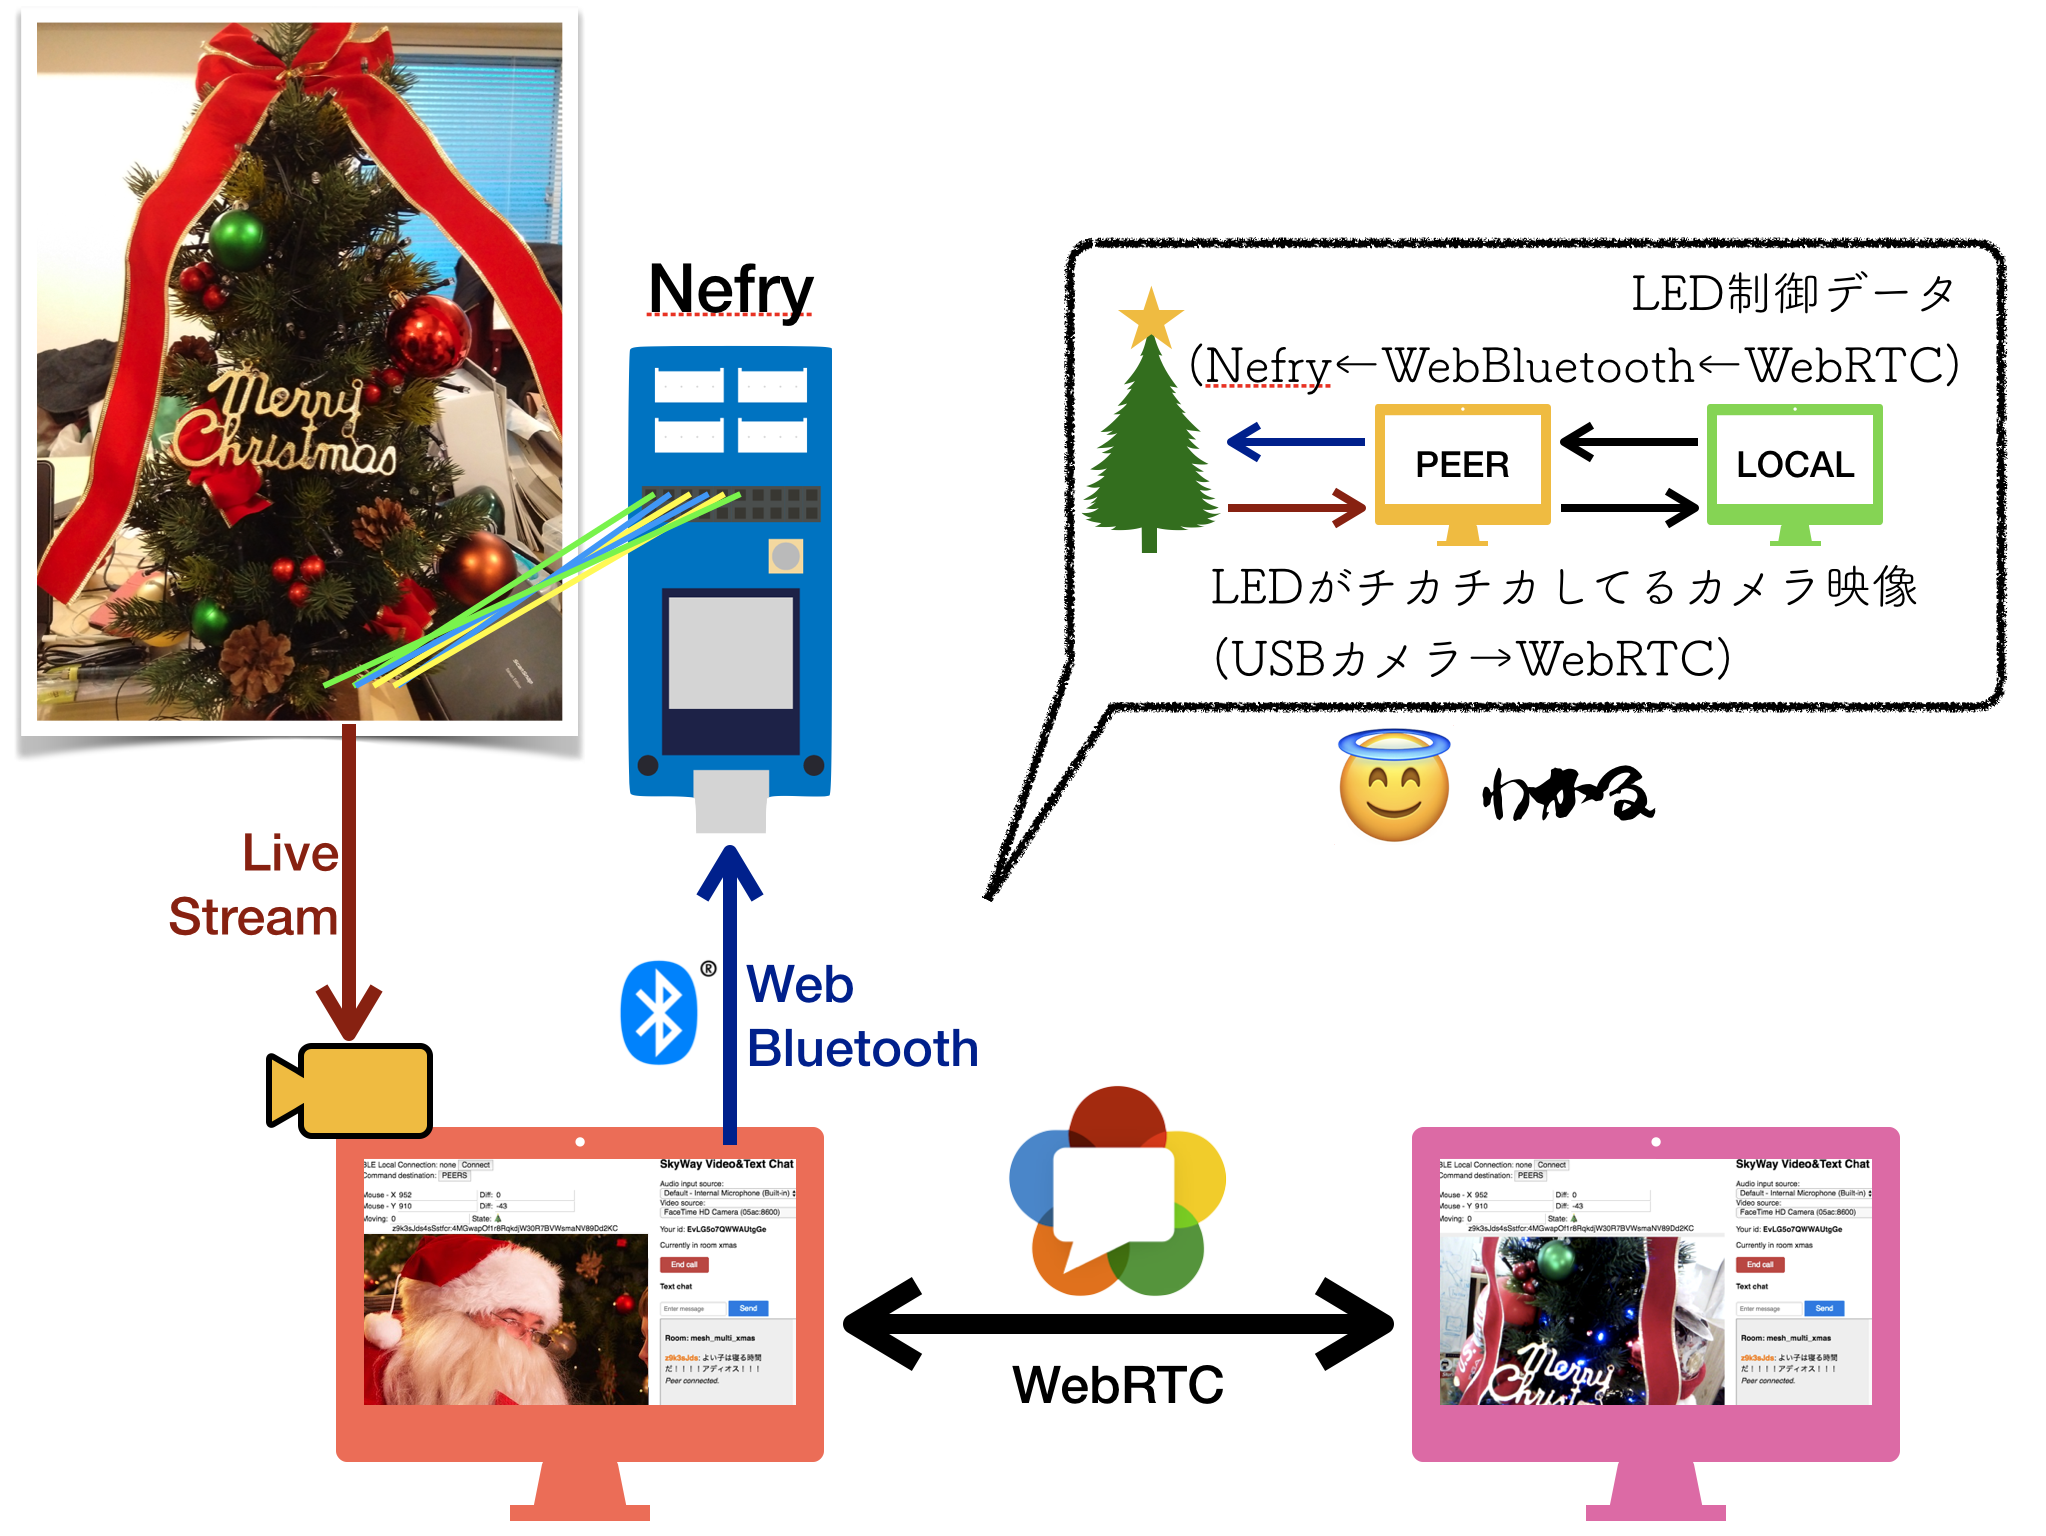 Merry
Christmas
Nefry
LED制御データ
(Nefry←WebBluetooth←WebRTC)
PEER
LOCAL
LEDがチカチカしてるカメラ映像
(USBカメラ→WebRTC)
わかる
Live
Stream
®
Web
Bluetooth
WebRTC
BLE Local Connection: none Connect
Command destination: PEERS
Mouse - X 952 Diff: 0
Mouse - Y 910 Diff: -43
Moving: 0 State:
SkyWay Video&Text Chat
Audio input source:
Default - Internal Microphone (Built-in)
Video source:
FaceTime HD Camera (05ac:8600)
Your id: EvLG5o7QWWAUtgGe
Currently in room xmas
End call
Text chat
Enter message Send
Room: mesh_multi_xmas
z9k3sJds: よい子は寝る時間
だ！！！！アディオス！！！
Peer connected.
BLE Local Connection: none Connect
Command destination: PEERS
Mouse - X 952 Diff: 0
Mouse - Y 910 Diff: -43
Moving: 0 State:
Merry
Christ
SkyWay Video&Text Chat
Audio input source:
Default - Internal Microphone (Built-in)
Video source:
FaceTime HD Camera (05ac:8600)
Your id: EvLG5o7QWWAUtgGe
Currently in room xmas
End call
Text chat
Enter message Send
Room: mesh_multi_xmas
z9k3sJds: よい子は寝る時間
だ！！！！アディオス！！！
Peer connected.